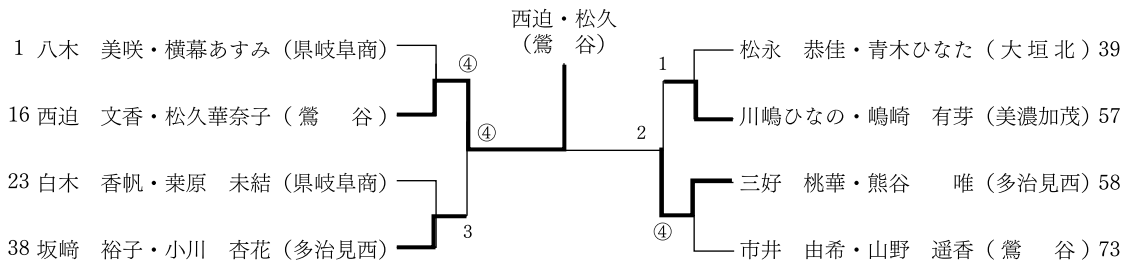 西迫・松久
（鶯　谷）
1 八木　美咲・横幕あすみ（県岐阜商）
16 西迫　文香・松久華奈子（鶯　谷）
23 白木　香帆・桒原　未結（県岐阜商）
38 坂﨑　裕子・小川　杏花（多治見西）
④
④
3
2
1
④
松永　恭佳・青木ひなた（大垣北）39
川嶋ひなの・嶋崎　有芽（美濃加茂）57
三好　桃華・熊谷　　唯（多治見西）58
市井　由希・山野　遥香（鶯　谷）73